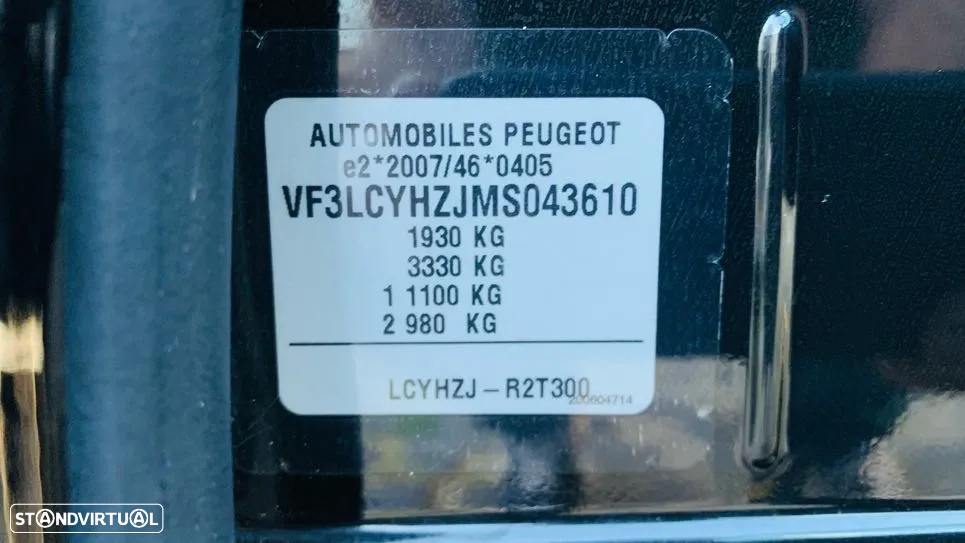 AUTOMOBILES PEUGEOT
e2*2007/46*0405
VF3LCYHZJMS043610
1930 KG
3330 KG
1 1100 KG
2 980 KG
LCYHZJ – R2T300
200604714
STANDVIRTUAL